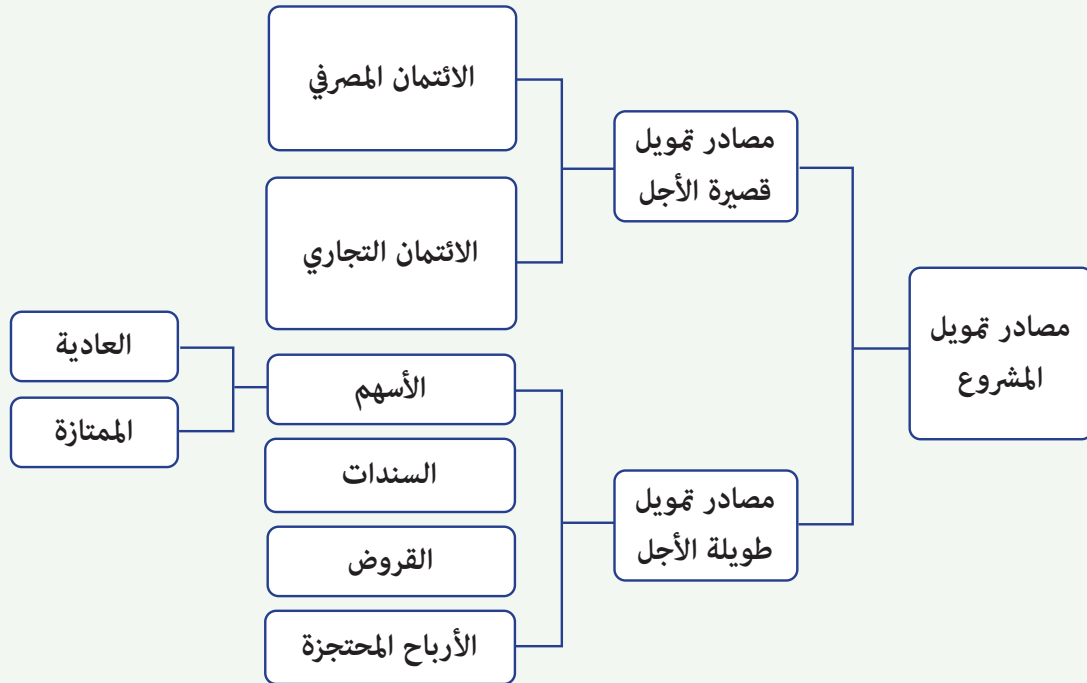 مصادر تمويل
المشروع
مصادر تمويل
قصيرة الأجل
الائتمان المصرفي
الائتمان التجاري
مصادر تمويل
طويلة الأجل
الأسهم
العادية
الممتازة
السندات
القروض
الأرباح المحتجزة